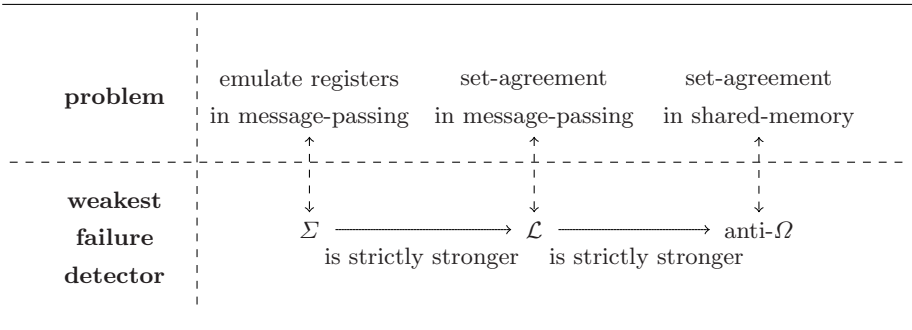 problem
emulate registers
in message-passing
set-agreement
in message-passing
set-agreement
in shared-memory
weakest
failure
detector
Σ
is strictly stronger
ℒ
is strictly stronger
anti-Ω